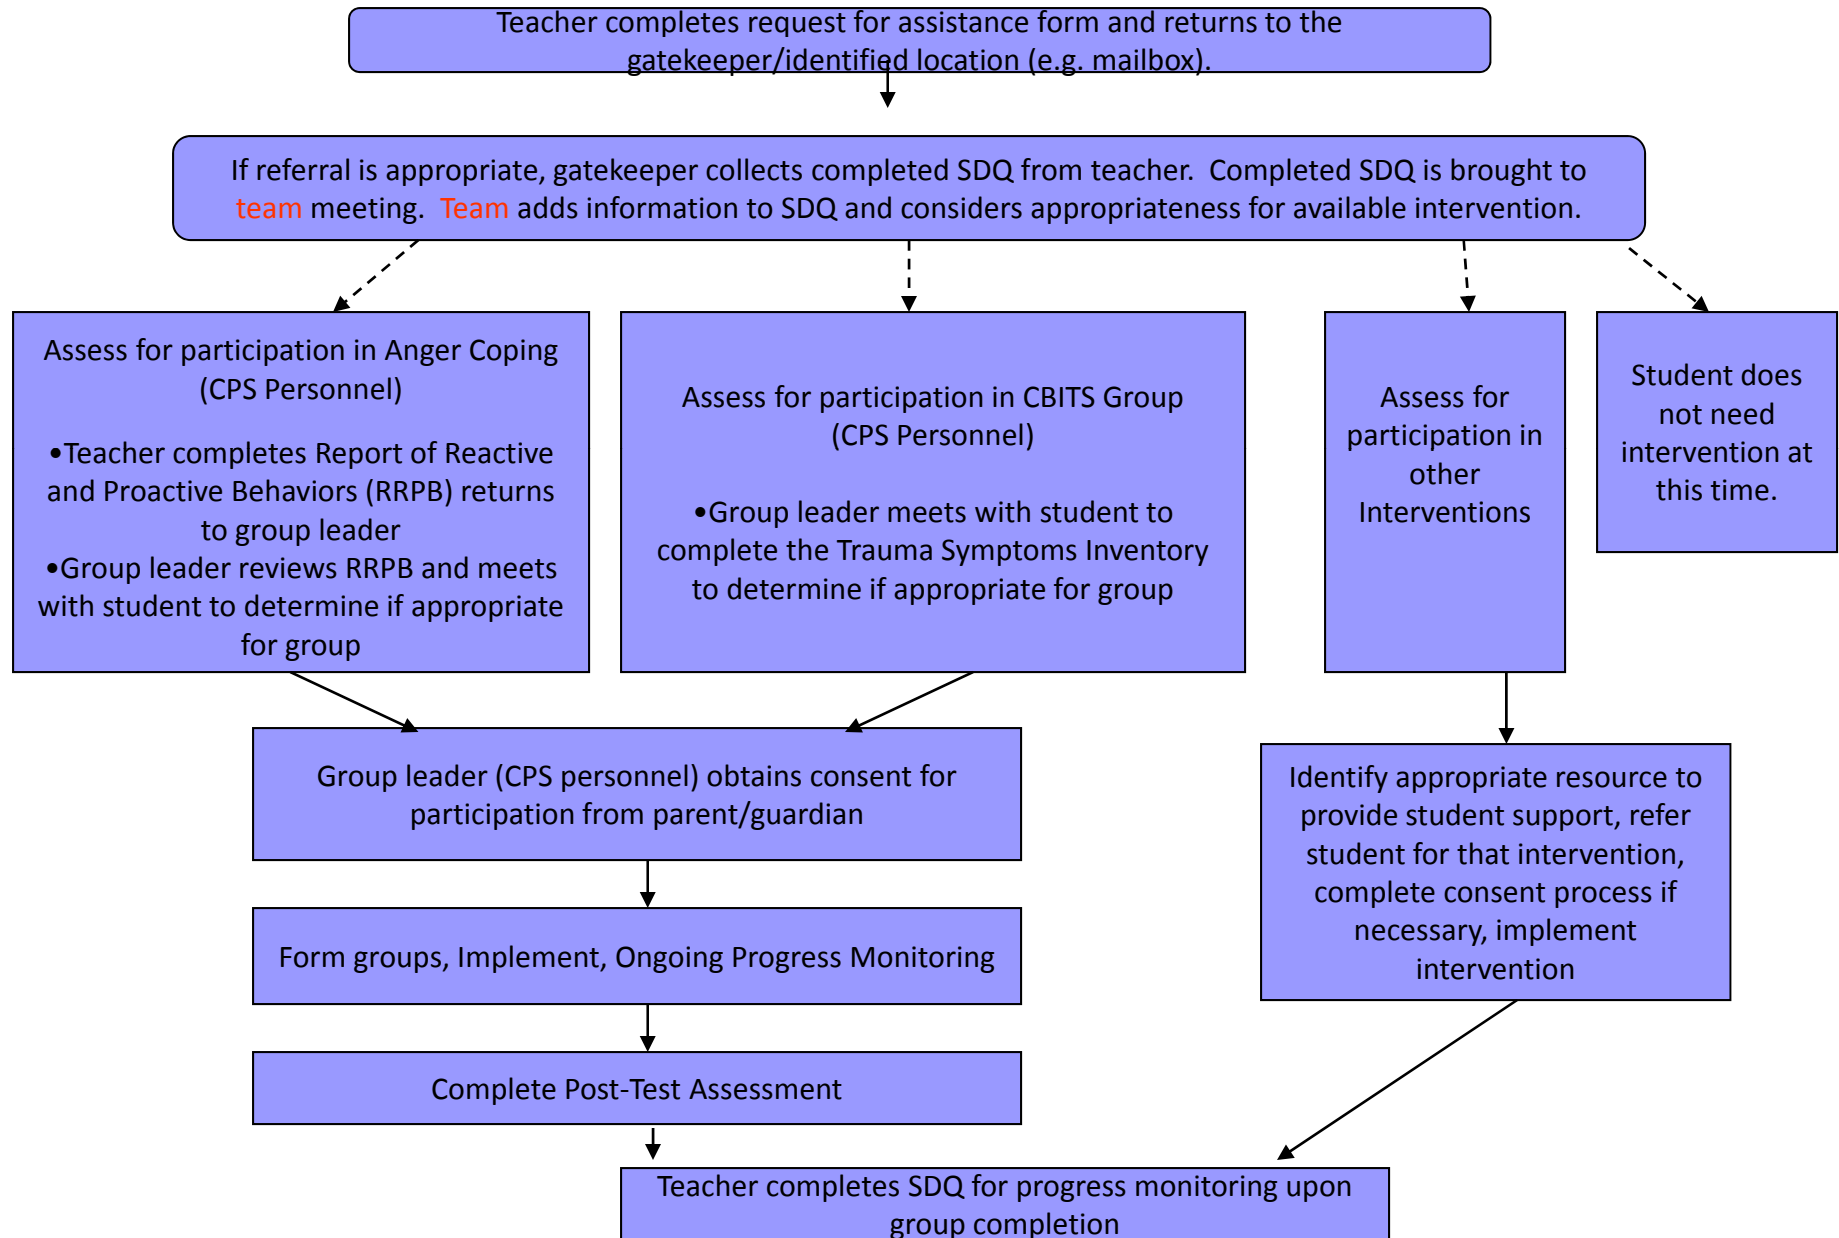 Teacher completes request for assistance form and returns to the
gatekeeper/identified location (e.g. mailbox).
If referral is appropriate, gatekeeper collects completed SDQ from teacher.  Completed SDQ is brought to
team meeting.  Team adds information to SDQ and considers appropriateness for available intervention.
Assess for participation in Anger Coping
(CPS Personnel)
•Teacher completes Report of Reactive
and Proactive Behaviors (RRPB) returns
to group leader
•Group leader reviews RRPB and meets
with student to determine if appropriate
for group
Assess for participation in CBITS Group
(CPS Personnel)
•Group leader meets with student to
complete the Trauma Symptoms Inventory
to determine if appropriate for group
Assess for
participation in
other
Interventions
Student does
not need
intervention at
this time.
Group leader (CPS personnel) obtains consent for
participation from parent/guardian
Identify appropriate resource to
provide student support, refer
student for that intervention,
complete consent process if
necessary, implement
intervention
Form groups, Implement, Ongoing Progress Monitoring
Complete Post-Test Assessment
Teacher completes SDQ for progress monitoring upon
group completion